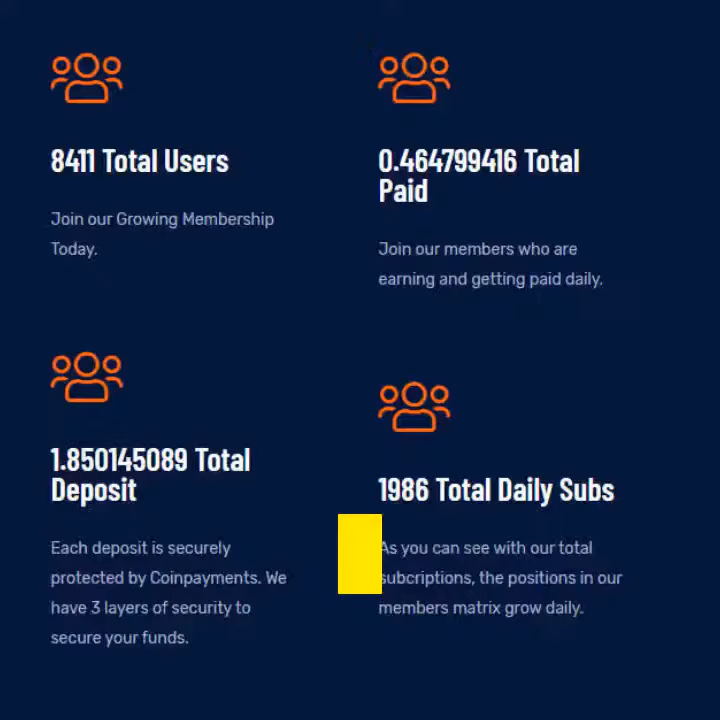 8411 Total Users
Join our Growing Membership
Today.
0.464799416 Total
Paid
Join our members who are
earning and getting paid daily.
1.850145089 Total
Deposit
Each deposit is securely
protected by Coinpayments. We
have 3 layers of security to
secure your funds.
1986 Total Daily Subs
As you can see with our total
subcriptions, the positions in our
members matrix grow daily.